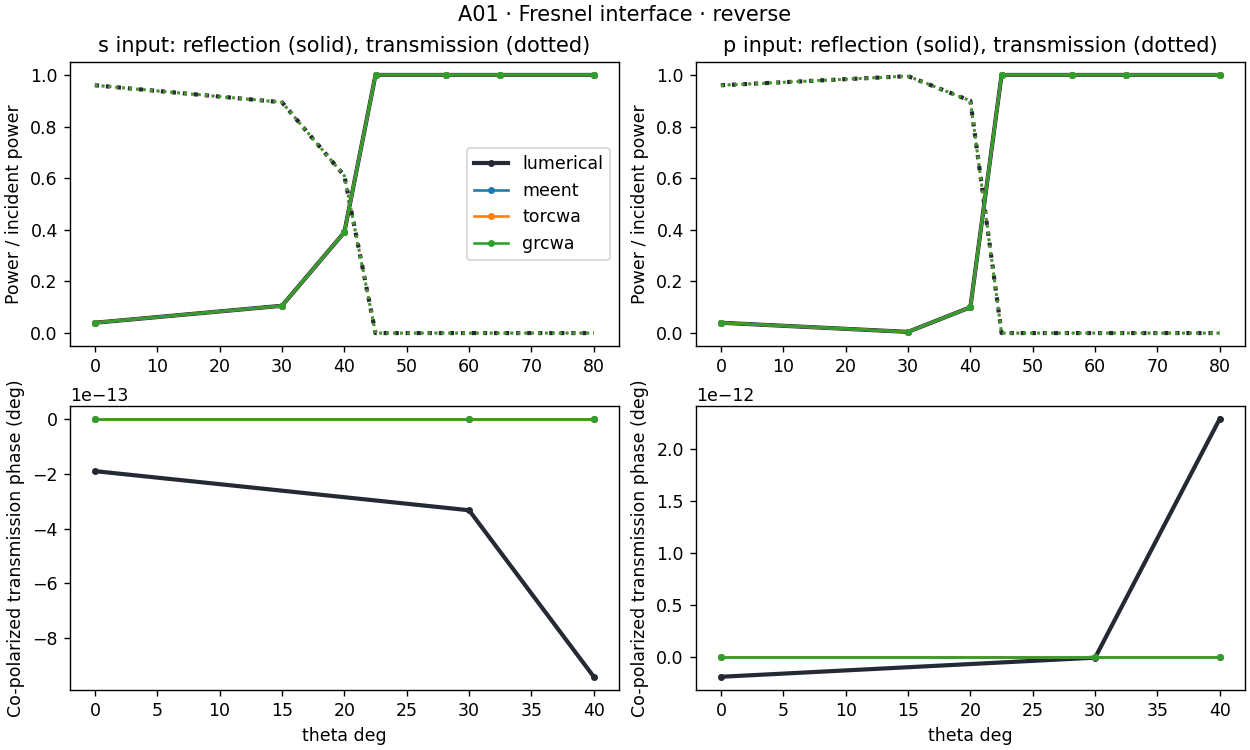 A01 · Fresnel interface · reverse
s input: reflection (solid), transmission (dotted)
Power / incident power
1.0
0.8
0.6
0.4
0.2
0.0
0 10 20 30 40 50 60 70 80
lumerical
meent
torcwa
grcwa
p input: reflection (solid), transmission (dotted)
Power / incident power
1.0
0.8
0.6
0.4
0.2
0.0
0 10 20 30 40 50 60 70 80
1e−13
Co-polarized transmission phase (deg)
0
−2
−4
−6
−8
0 5 10 15 20 25 30 35 40
theta deg
1e−12
Co-polarized transmission phase (deg)
2.0
1.5
1.0
0.5
0.0
0 5 10 15 20 25 30 35 40
theta deg